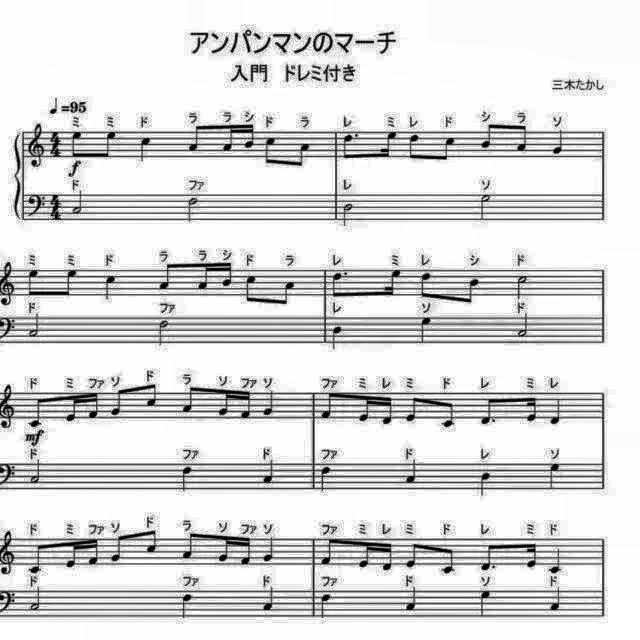 アンパンマンのマーチ
入門 ドレミ付き
三木たかし
♩=95
ミ ミ ド ラ ラ シ ド ラ レ ミ レ ド シ ラ ソ
f
ド ファ レ ソ
ミ ミ ド ラ ラ シ ド ラ レ ミ レ シ ド
ド ファ レ ソ ド
ド ミ ファ ソ ド ラ ソ ファ ソ ファ ミ レ ミ ド レ ミ レ
mf
ド ファ ド ファ ド レ ソ
ド ミ ファ ソ ド ラ ソ ファ ソ ファ ミ レ ミ ド レ ミ ド
ド ファ ド ファ ド ソ ド